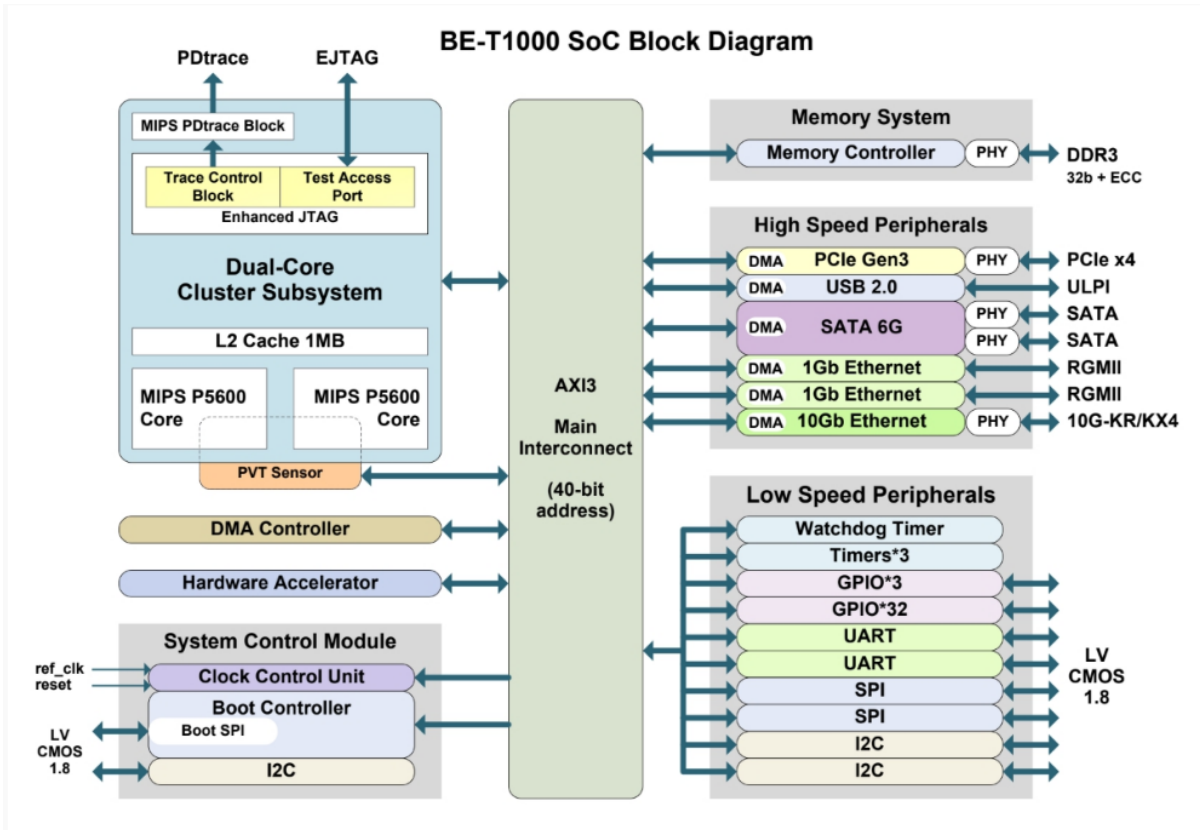 BE-T1000 SoC Block Diagram
PDtrace
EJTAG
MIPS PDtrace Block
Trace Control
Block
Test Access
Port
Enhanced JTAG
Dual-Core
Cluster Subsystem
L2 Cache 1MB
MIPS P5600
Core
MIPS P5600
Core
PVT Sensor
DMA Controller
Hardware Accelerator
System Control Module
ref_clk
reset
Clock Control Unit
Boot Controller
Boot SPI
LV
CMOS
1.8
I2C
AXI3
Main
Interconnect
(40-bit
address)
Memory System
Memory Controller
PHY
DDR3
32b + ECC
High Speed Peripherals
DMA PCIe Gen3 PHY PCIe x4
DMA USB 2.0 ULPI
DMA SATA 6G
PHY SATA
PHY SATA
DMA 1Gb Ethernet RGMII
DMA 1Gb Ethernet RGMII
DMA 10Gb Ethernet PHY 10G-KR/KX4
Low Speed Peripherals
Watchdog Timer
Timers*3
GPIO*3
GPIO*32
UART
UART
SPI
SPI
I2C
I2C
LV
CMOS
1.8